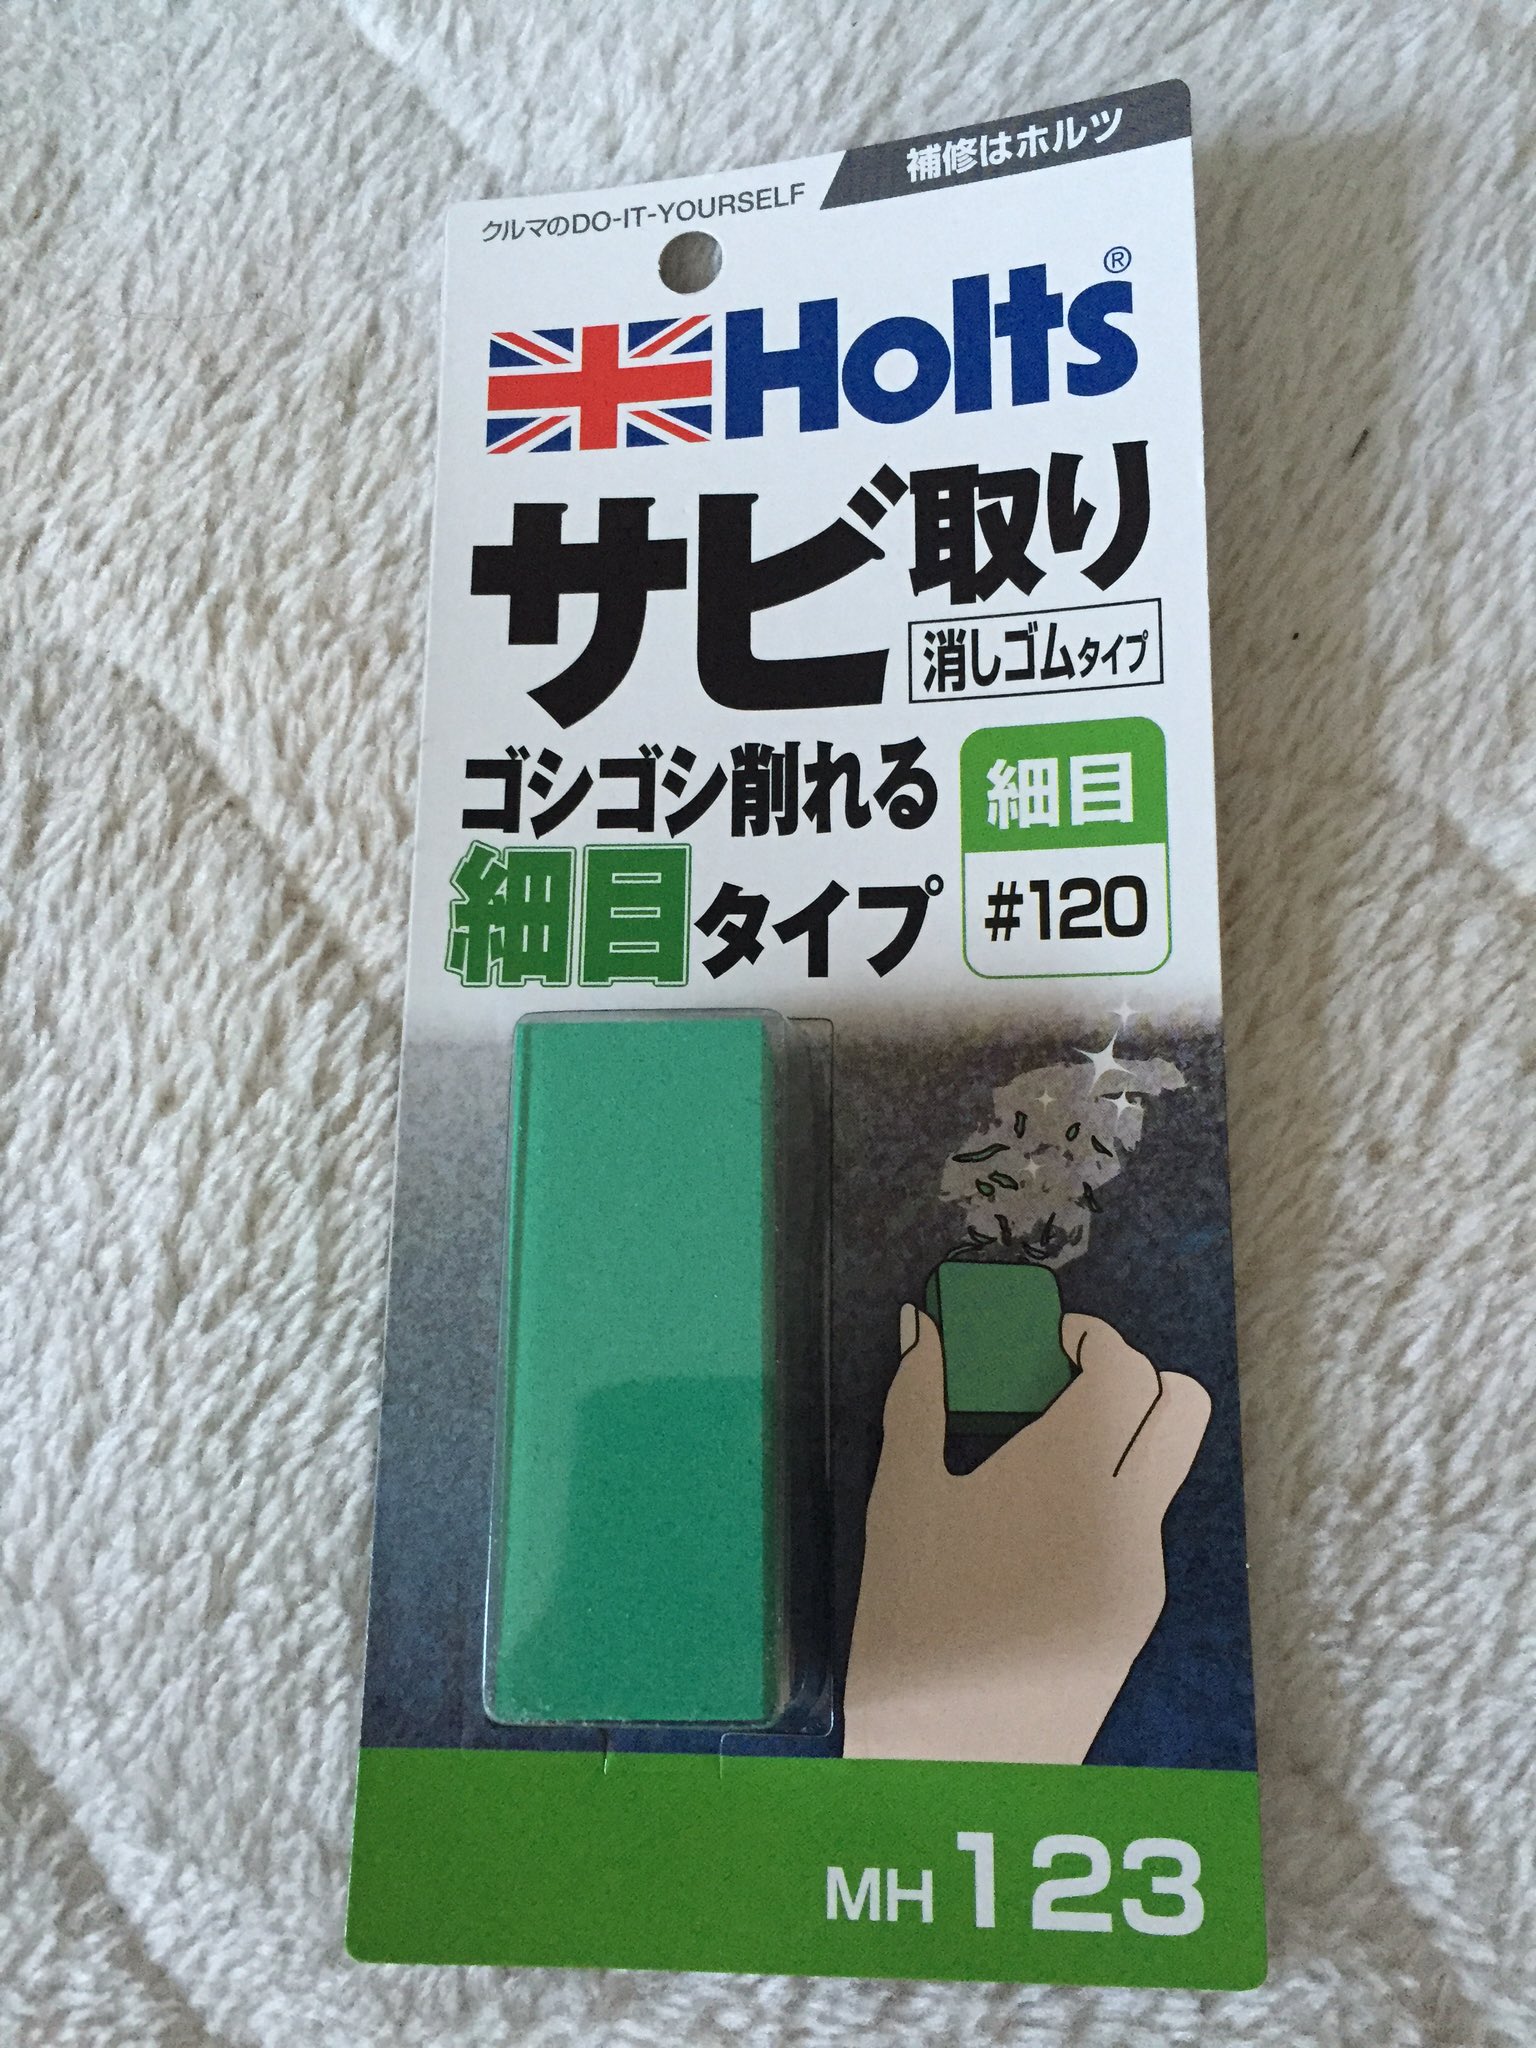 補修はホルツ
クルマのDO-IT-YOURSELF
Holts®
サビ取り
消しゴムタイプ
ゴシゴシ削れる
細目タイプ
細目
#120
MH123